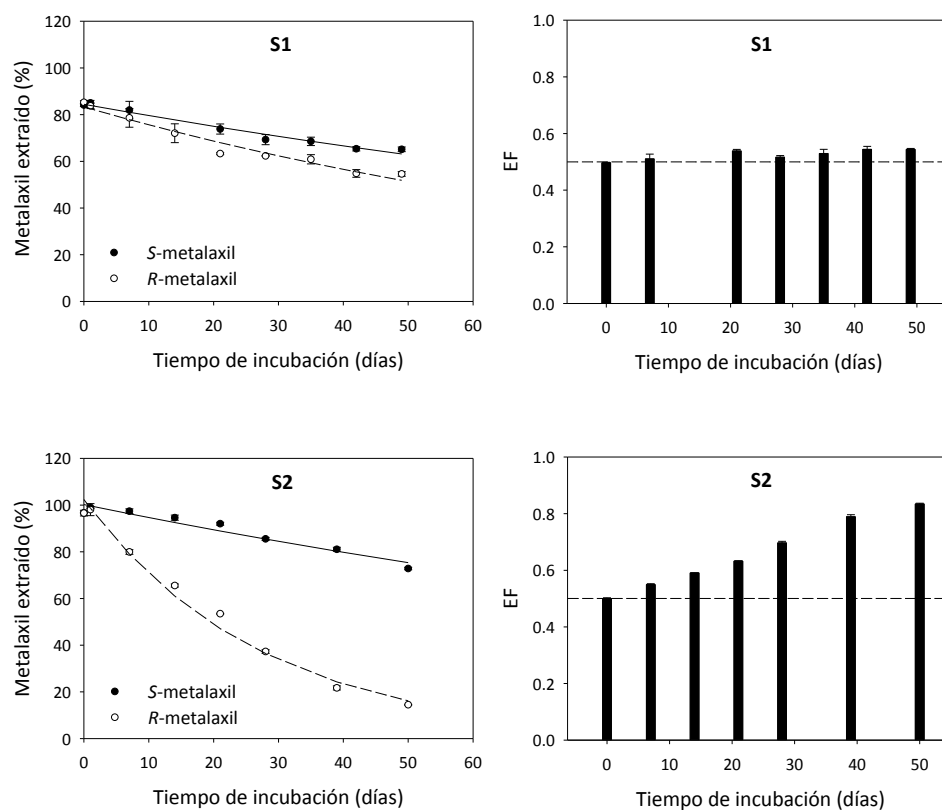 S1
Metalaxil extraído (%)
120
100
80
60
40
20
0
S-metalaxil
R-metalaxil
0 10 20 30 40 50 60
Tiempo de incubación (días)
S1
EF
1.0
0.8
0.6
0.4
0.2
0.0
0 10 20 30 40 50
Tiempo de incubación (días)
S2
Metalaxil extraído (%)
120
100
80
60
40
20
0
S-metalaxil
R-metalaxil
0 10 20 30 40 50 60
Tiempo de incubación (días)
S2
EF
1.0
0.8
0.6
0.4
0.2
0.0
0 10 20 30 40 50
Tiempo de incubación (días)